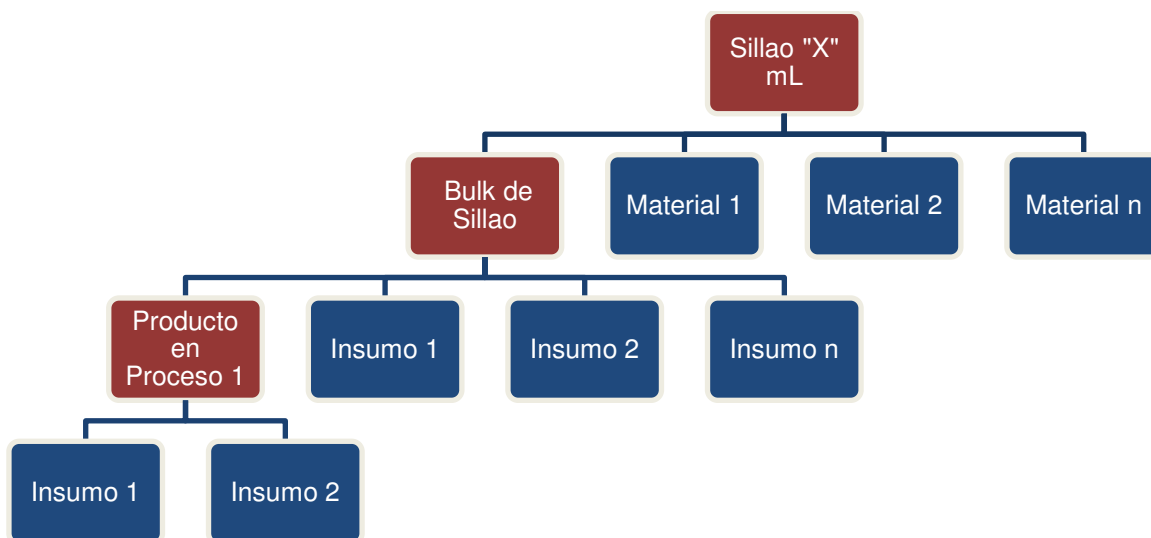 Sillao "X"
mL
Bulk de
Sillao
Material 1
Material 2
Material n
Producto
en
Proceso 1
Insumo 1
Insumo 2
Insumo n
Insumo 1
Insumo 2